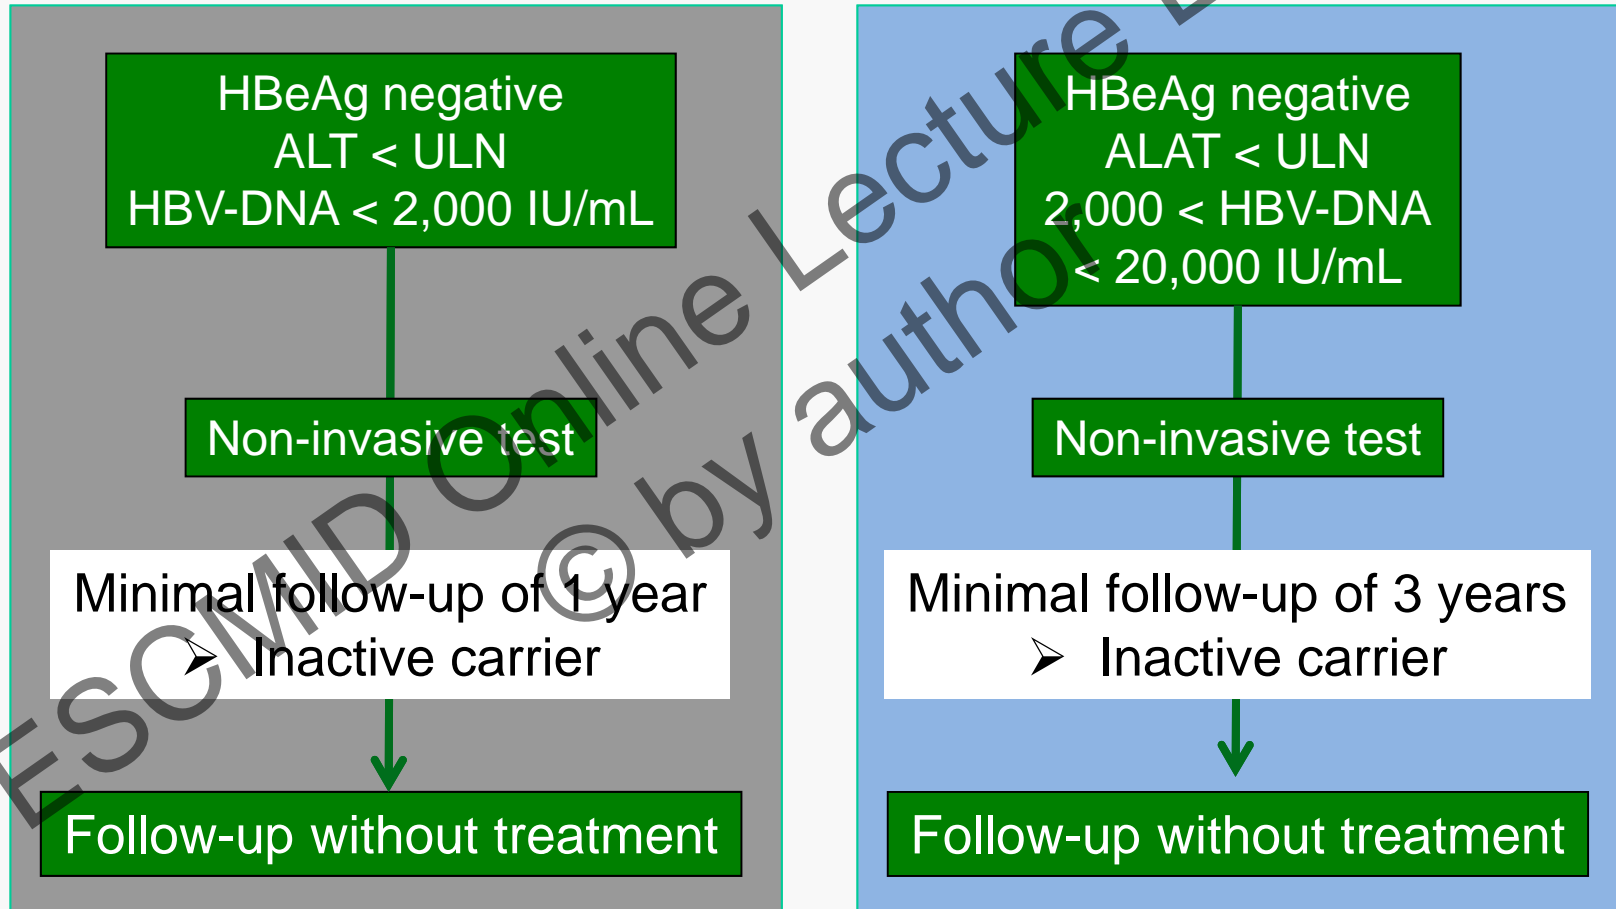 HBeAg negative
ALT < ULN
HBV-DNA < 2,000 IU/mL
Non-invasive test
Minimal follow-up of 1 year
➢ Inactive carrier
Follow-up without treatment
HBeAg negative
ALAT < ULN
2,000 < HBV-DNA
< 20,000 IU/mL
Non-invasive test
Minimal follow-up of 3 years
➢ Inactive carrier
Follow-up without treatment
ESCMID Online Lecture
© by author